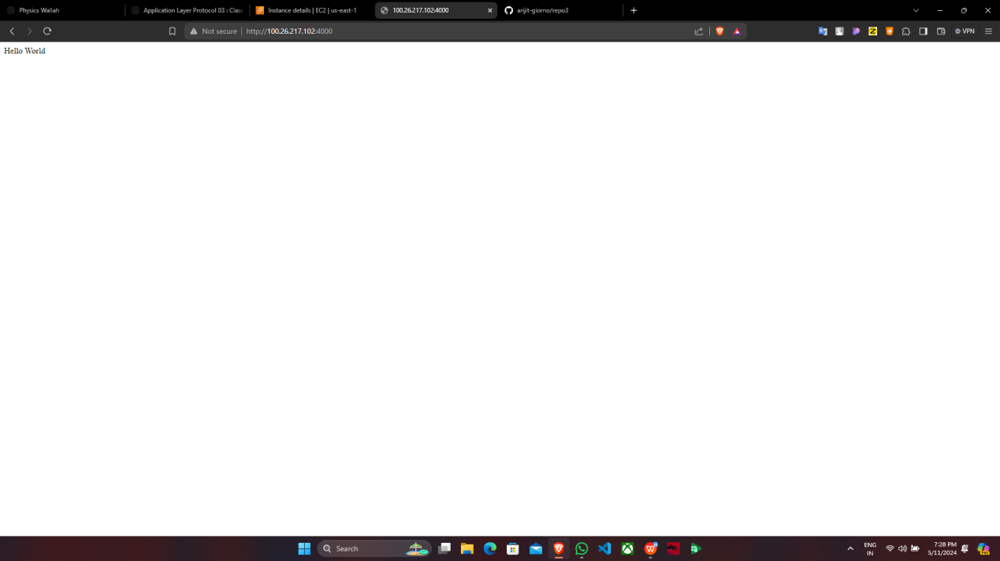 Physics Wallah
Application Layer Protocol 03 : Class
Instance details | EC2 | us-east-1
100.26.217.102:4000
arijit-giorno/repo3
Not secure
http://100.26.217.102:4000
VPN
Hello World
Search
ENG
IN
7:28 PM
5/11/2024